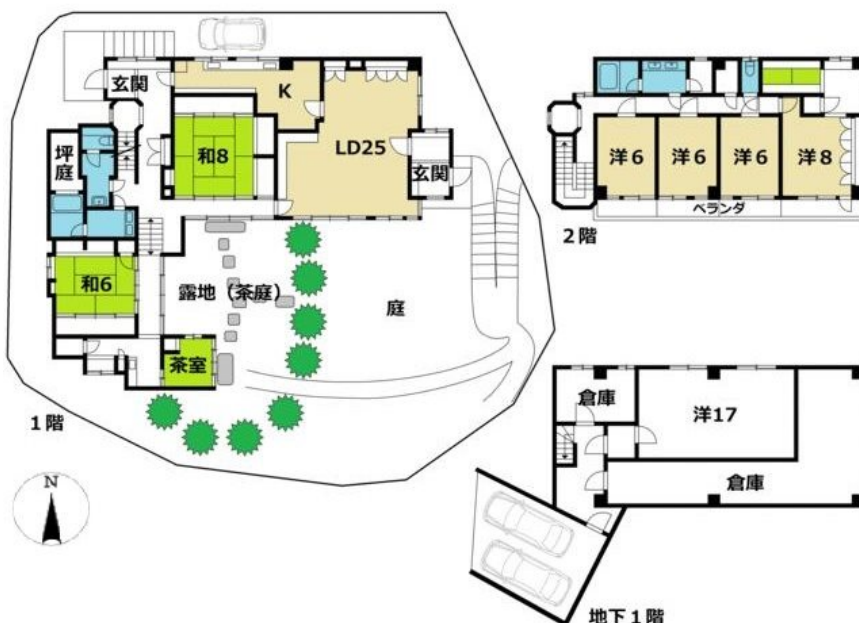 玄関
K
坪庭
和8
LD25
玄関
和6
露地（茶庭）
庭
茶室
1階
N
洋6
洋6
洋6
洋8
ベランダ
2階
倉庫
洋17
倉庫
地下1階